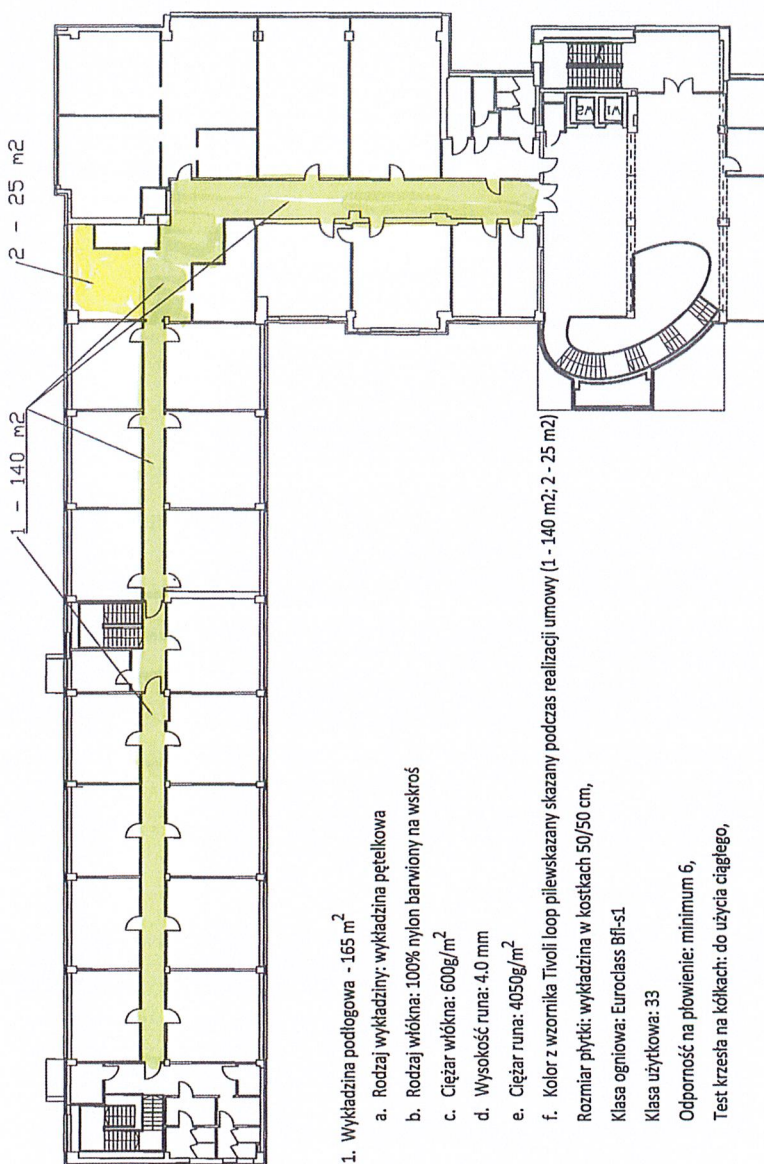 2 - 25 m2
1 - 140 m2
W2
W1
1. Wykładzina podłogowa - 165 m²
a. Rodzaj wykładziny: wykładzina pętelkowa
b. Rodzaj włókna: 100% nylon barwiony na wskroś
c. Ciężar włókna: 600g/m²
d. Wysokość runa: 4.0 mm
e. Ciężar runa: 4050g/m²
f. Kolor z wzornika Tivoli loop pilewskazany skazany podczas realizacji umowy (1 - 140 m2; 2 - 25 m2)
Rozmiar płytki: wykładzina w kostkach 50/50 cm,
Klasa ogniowa: Euroclass Bfl-s1
Klasa użytkowa: 33
Odporność na płowienie: minimum 6,
Test krzesła na kółkach: do użycia ciągłego,